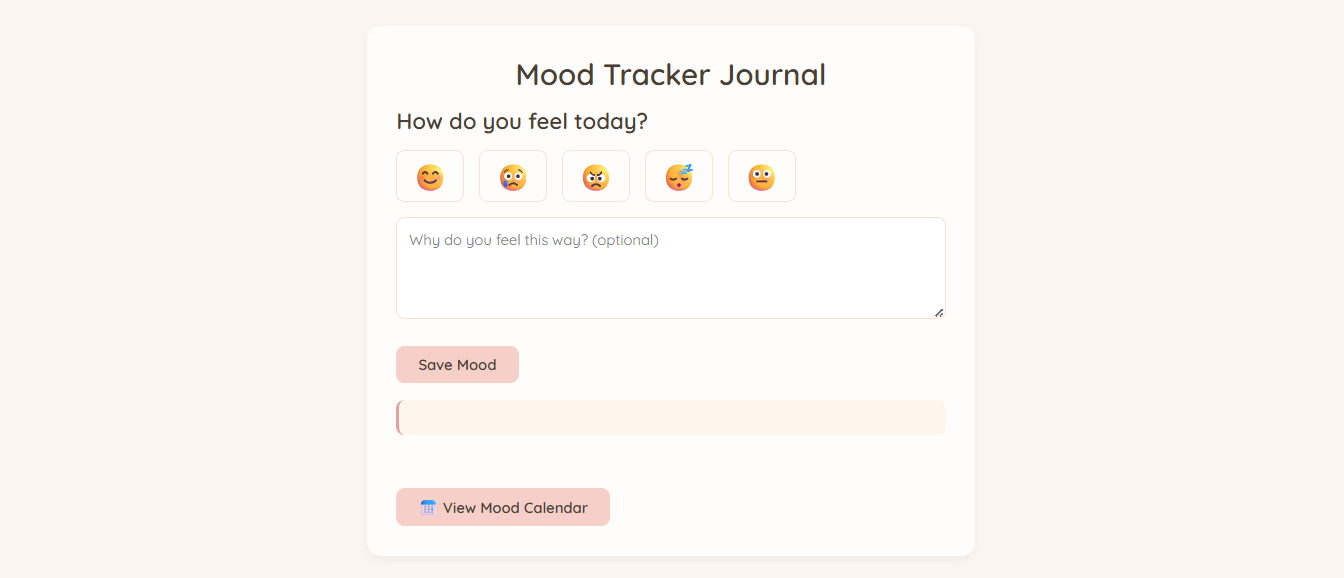 Mood Tracker Journal
How do you feel today?
Why do you feel this way? (optional)
Save Mood
View Mood Calendar